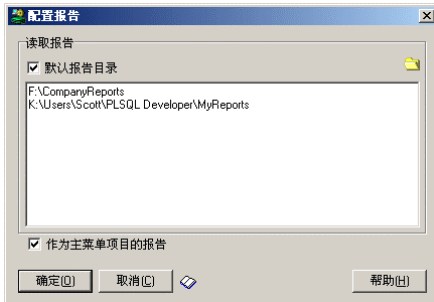 配置报告
读取报告
默认报告目录
F:\CompanyReports
K:\Users\Scott\PLSQL Developer\MyReports
作为主菜单项目的报告
确定(O) 取消(C) 帮助(H)